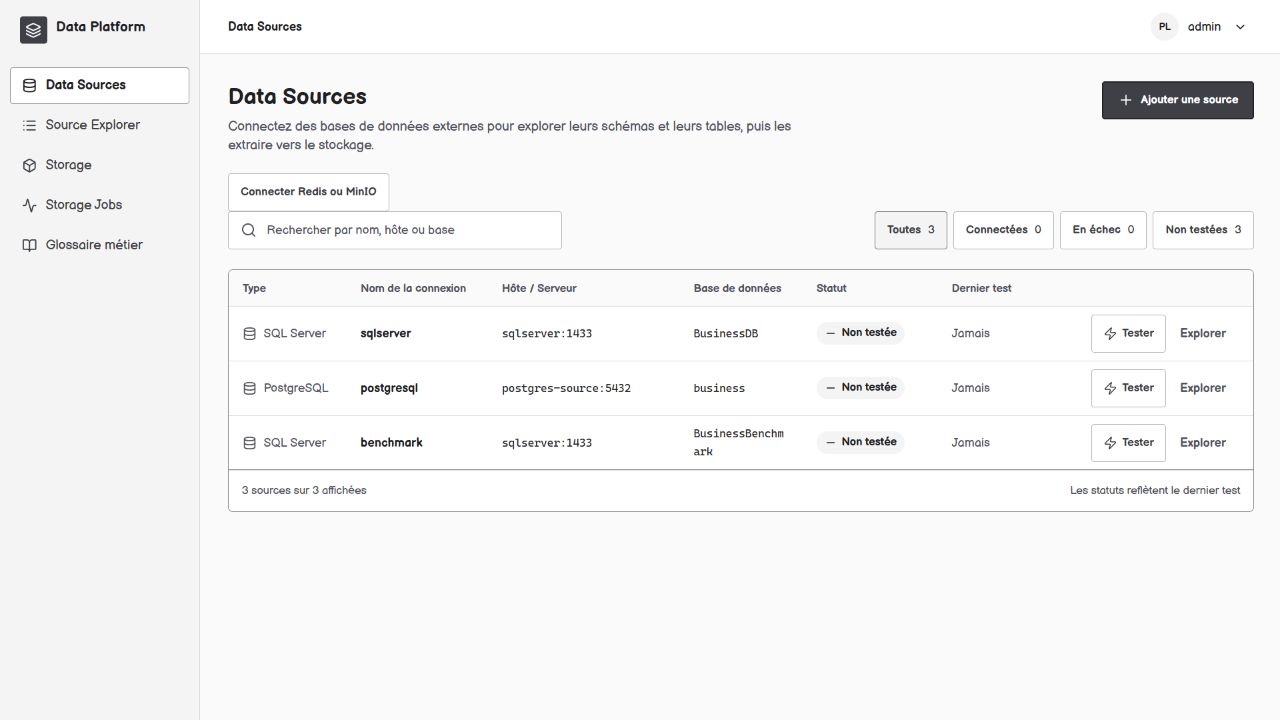 Data Platform
Data Sources
PL admin
Data Sources
Source Explorer
Storage
Storage Jobs
Glossaire métier
Data Sources
Connectez des bases de données externes pour explorer leurs schémas et leurs tables, puis les
extraire vers le stockage.
Ajouter une source
Connecter Redis ou MinIO
Rechercher par nom, hôte ou base
Toutes 3 Connectées 0 En échec 0 Non testées 3
Type Nom de la connexion Hôte / Serveur Base de données Statut Dernier test
SQL Server sqlserver sqlserver:1433 BusinessDB — Non testée Jamais Tester Explorer
PostgreSQL postgresql postgres-source:5432 business — Non testée Jamais Tester Explorer
SQL Server benchmark sqlserver:1433 BusinessBenchm
ark — Non testée Jamais Tester Explorer
3 sources sur 3 affichées Les statuts reflètent le dernier test